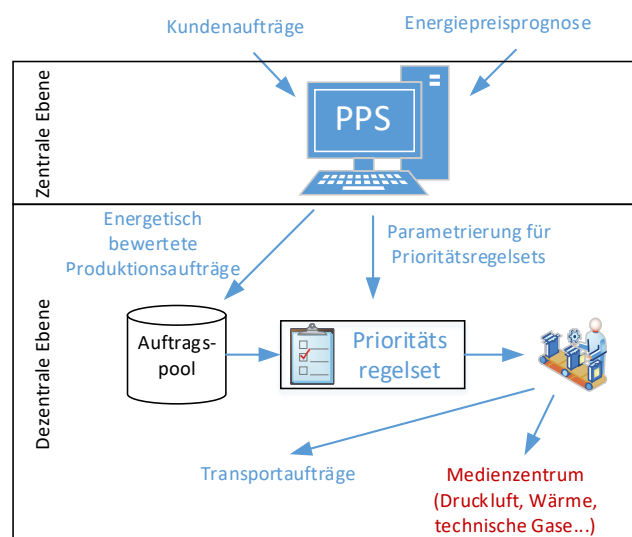 Kundenaufträge
Energiepreisprognose
Zentrale Ebene
PPS
Dezentrale Ebene
Energetisch
bewertete
Produktionsaufträge
Parametrierung für
Prioritätsregelsets
Auftrags-
pool
Prioritäts
regelset
Transportaufträge
Medienzentrum
(Druckluft, Wärme,
technische Gase...)